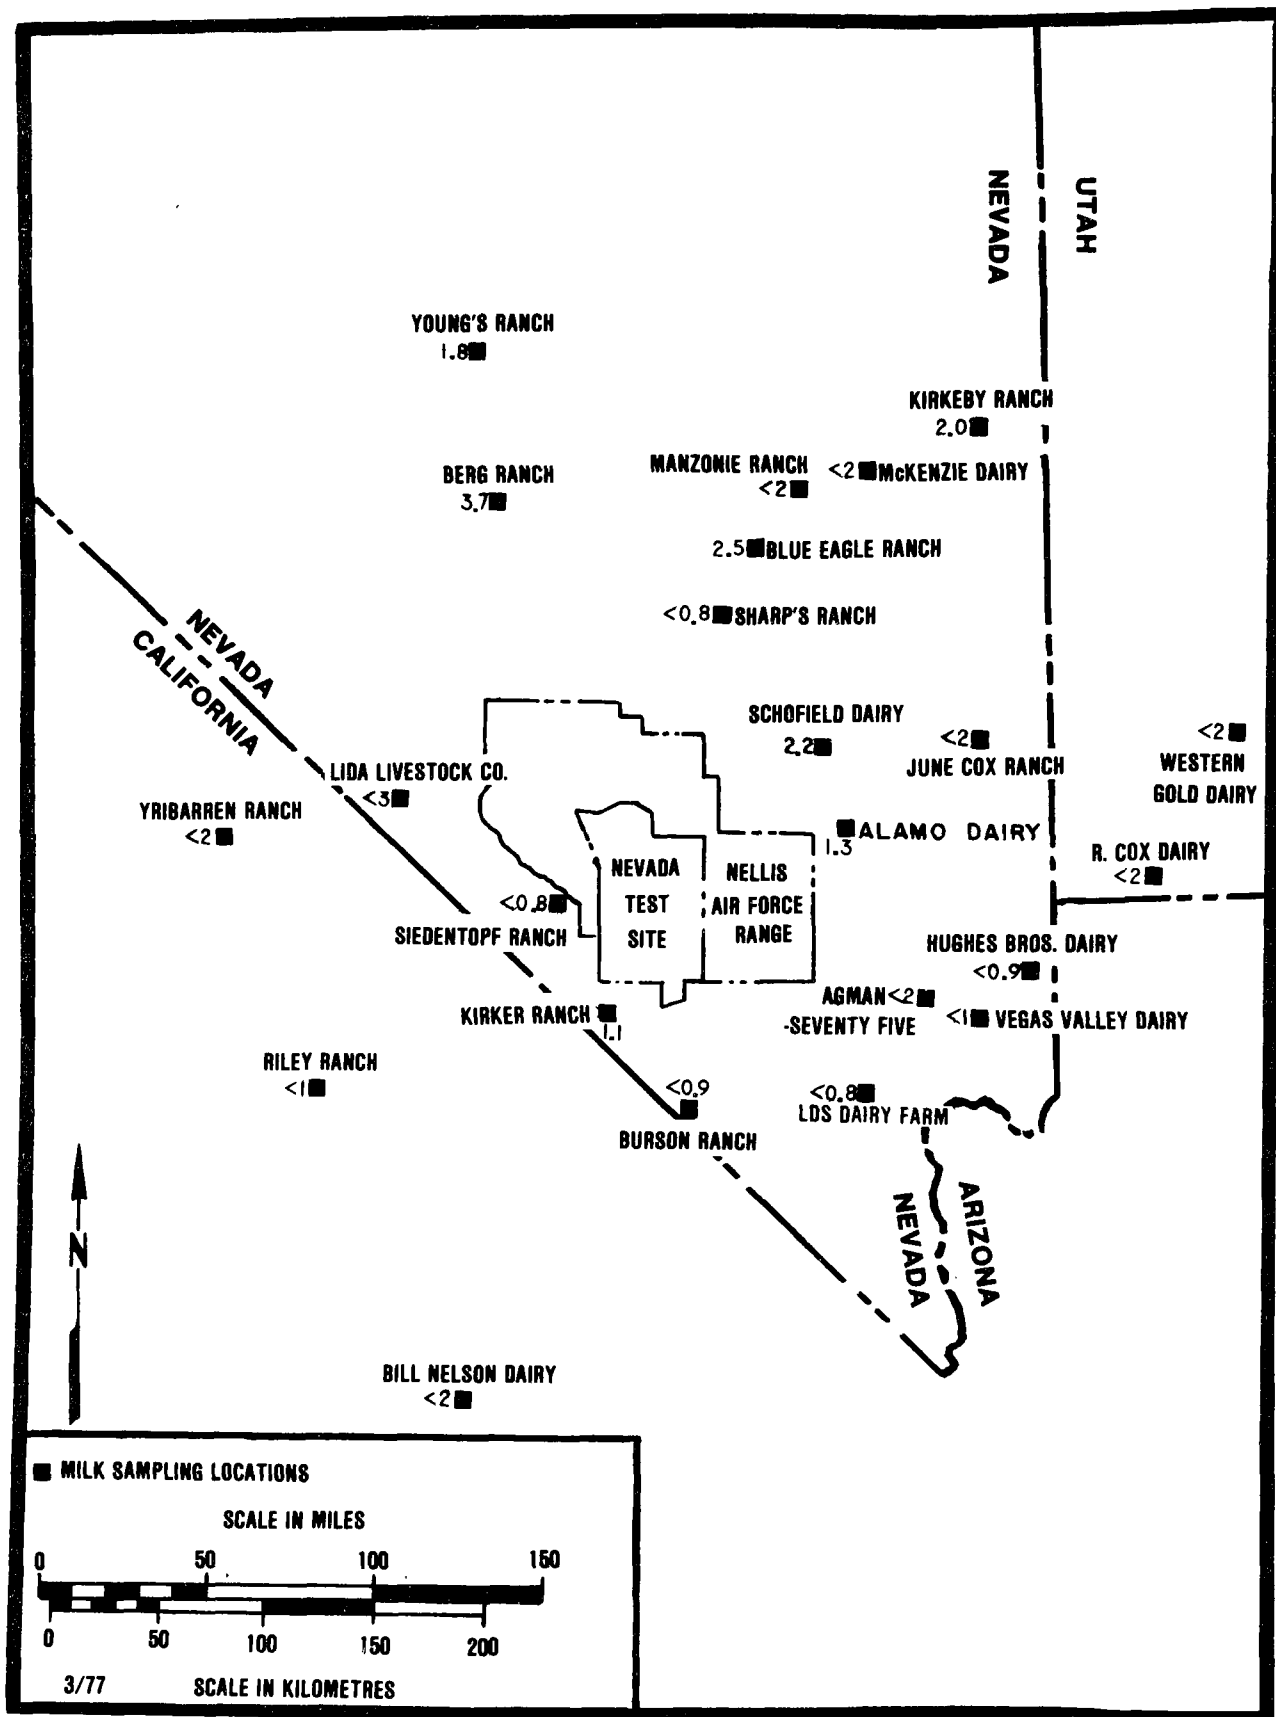 NEVADA
UTAH
YOUNG'S RANCH
1.8
KIRKEBY RANCH
2.0
MANZONIE RANCH
<2
<2 McKENZIE DAIRY
BERG RANCH
3.7
2.5 BLUE EAGLE RANCH
<0.8 SHARP'S RANCH
NEVADA
CALIFORNIA
SCHOFIELD DAIRY
2.2
<2
JUNE COX RANCH
<2
WESTERN
GOLD DAIRY
LIDA LIVESTOCK CO.
<3
YRIBARREN RANCH
<2
ALAMO DAIRY
1.3
R. COX DAIRY
<2
NEVADA
TEST
SITE
NELLIS
AIR FORCE
RANGE
<0.8
SIEDENTOPF RANCH
HUGHES BROS. DAIRY
<0.9
AGMAN <2
-SEVENTY FIVE
<1 VEGAS VALLEY DAIRY
KIRKER RANCH
1.1
RILEY RANCH
<1
<0.9
BURSON RANCH
<0.8
LDS DAIRY FARM
NEVADA
ARIZONA
N
BILL NELSON DAIRY
<2
MILK SAMPLING LOCATIONS
SCALE IN MILES
0 50 100 150
0 50 100 150 200
3/77 SCALE IN KILOMETRES